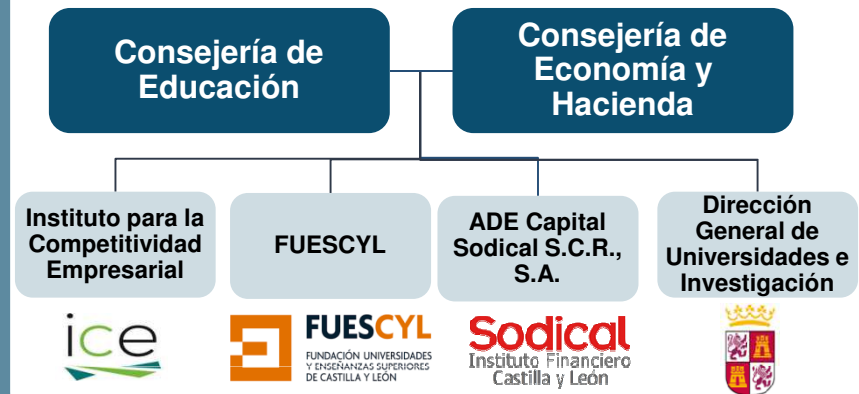 Consejería de
Educación
Consejería de
Economía y
Hacienda
Instituto para la
Competitividad
Empresarial
FUESCYL
ADE Capital
Sodical S.C.R.,
S.A.
Dirección
General de
Universidades e
Investigación
ice
FUESCYL
FUNDACIÓN UNIVERSIDADES
Y ENSEÑANZAS SUPERIORES
DE CASTILLA Y LEÓN
Sodical
Instituto Financiero
Castilla y León